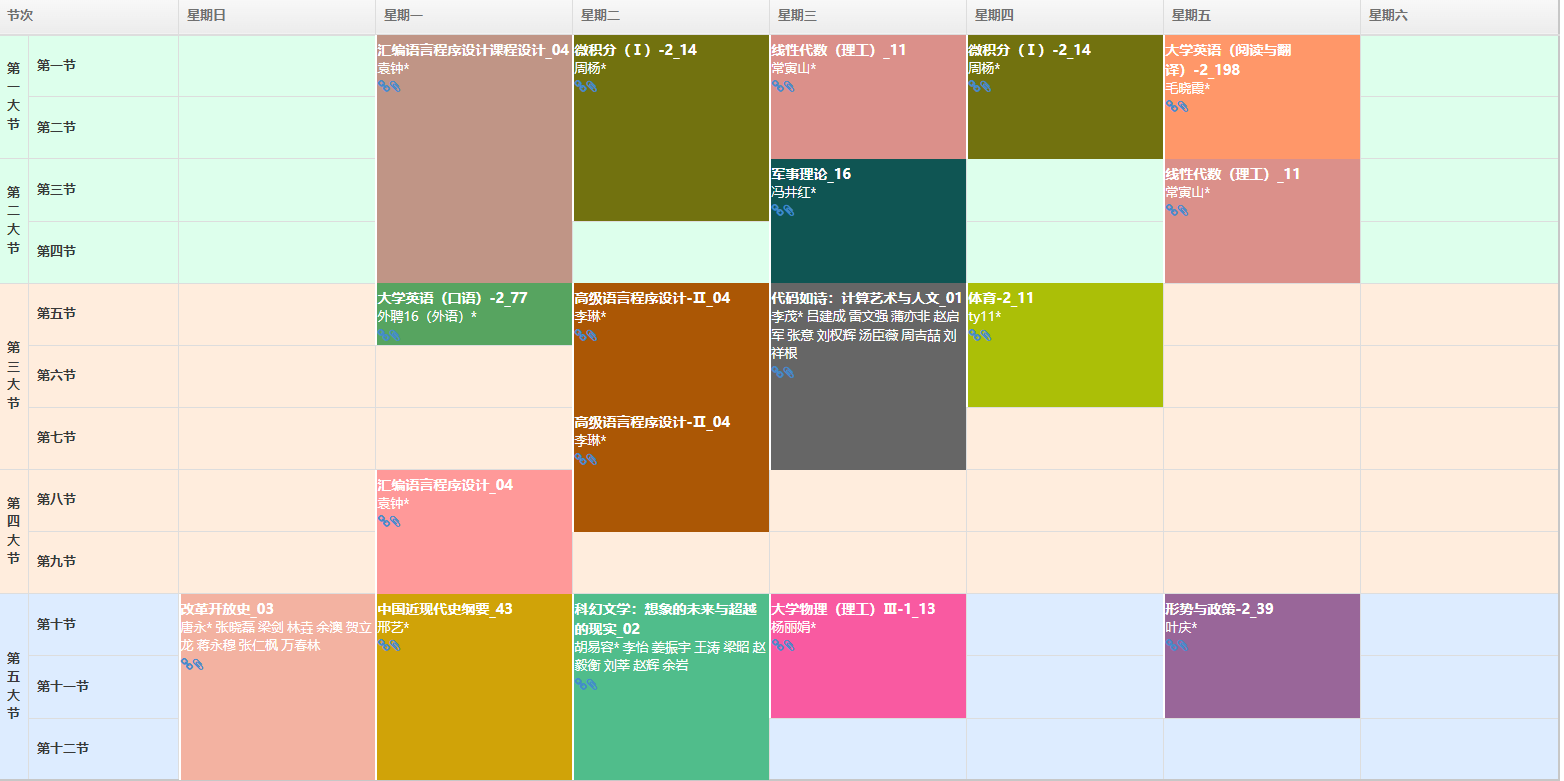 节次
星期日
星期一
星期二
星期三
星期四
星期五
星期六
第一大节
第一节
汇编语言程序设计课程设计_04
袁钟*
微积分（Ⅰ）-2_14
周杨*
线性代数（理工）_11
常寅山*
微积分（Ⅰ）-2_14
周杨*
大学英语（阅读与翻
译）-2_198
毛晓霞*
第二节
第二大节
第三节
军事理论_16
冯井红*
线性代数（理工）_11
常寅山*
第四节
第三大节
第五节
大学英语（口语）-2_77
外聘16（外语）*
高级语言程序设计-Ⅱ_04
李琳*
代码如诗：计算艺术与人文_01
李茂* 吕建成 雷文强 蒲亦非 赵启
军 张意 刘权辉 汤臣薇 周吉喆 刘
祥根
体育-2_11
ty11*
第六节
第七节
高级语言程序设计-Ⅱ_04
李琳*
第四大节
第八节
汇编语言程序设计_04
袁钟*
第九节
第五大节
第十节
改革开放史_03
唐永* 张晓磊 梁剑 林垚 余澳 贺立
龙 蒋永穆 张仁枫 万春林
中国近现代史纲要_43
邢艺*
科幻文学：想象的未来与超越
的现实_02
胡易容* 李怡 姜振宇 王涛 梁昭 赵
毅衡 刘莘 赵辉 余岩
大学物理（理工）Ⅲ-1_13
杨丽娟*
形势与政策-2_39
叶庆*
第十一节
第十二节